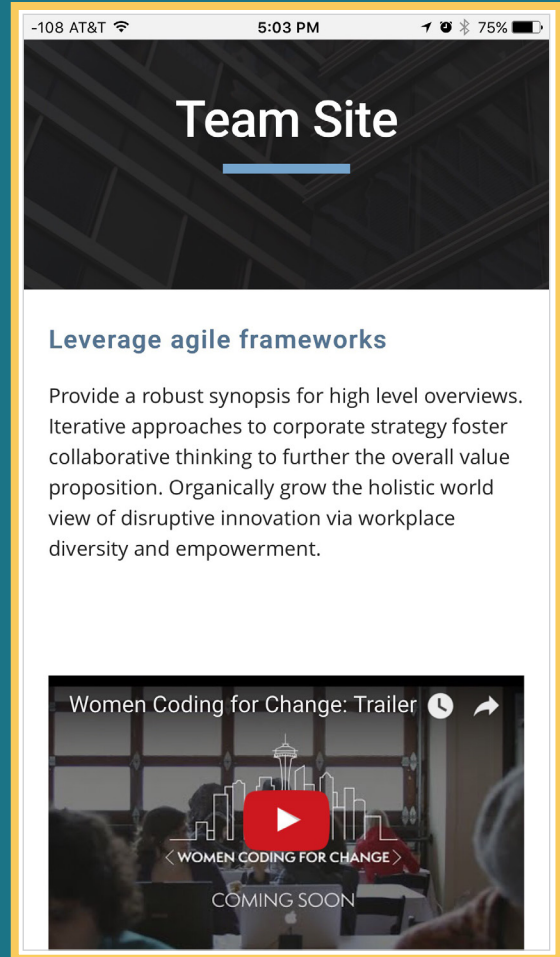 -108 AT&T 5:03 PM 75%
Team Site
Leverage agile frameworks
Provide a robust synopsis for high level overviews.
Iterative approaches to corporate strategy foster
collaborative thinking to further the overall value
proposition. Organically grow the holistic world
view of disruptive innovation via workplace
diversity and empowerment.
Women Coding for Change: Trailer
<WOMEN CODING FOR CHANGE>
COMING SOON